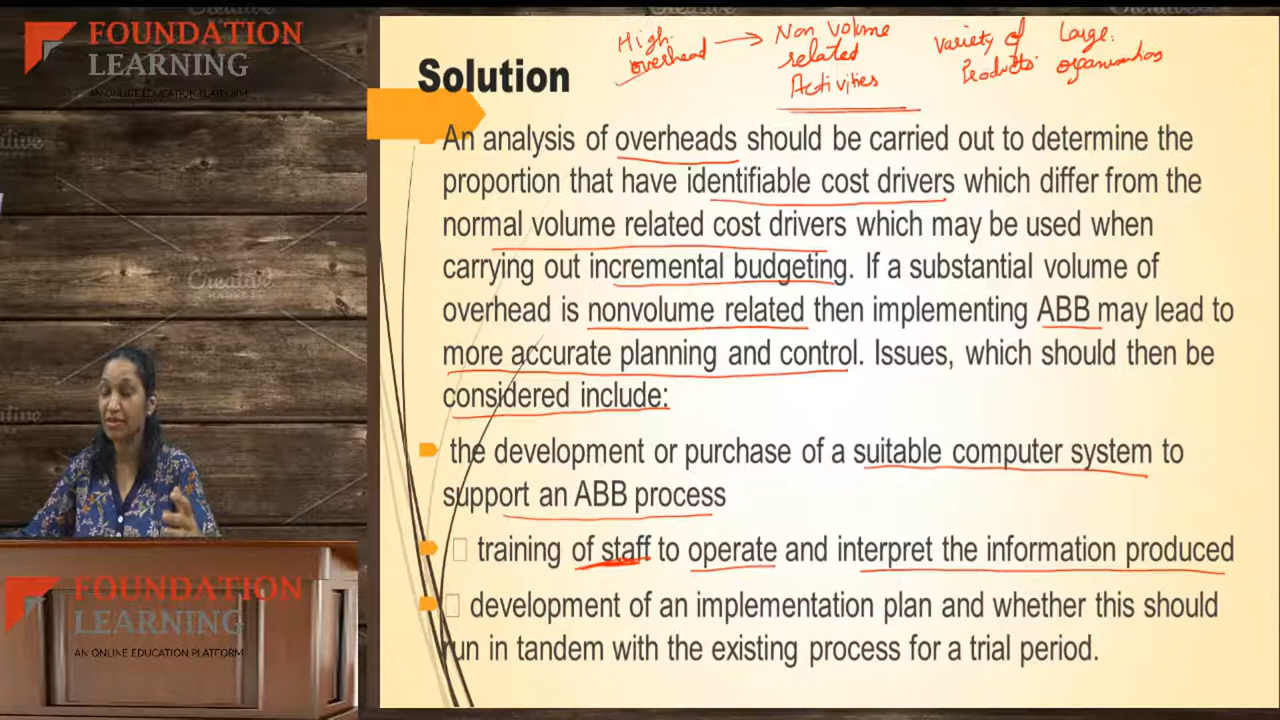 FOUNDATION
LEARNING
AN ONLINE EDUCATION PLATFORM
High overhead → Non Volume related Activities
Variety of Products
Large organisations
Solution
An analysis of overheads should be carried out to determine the
proportion that have identifiable cost drivers which differ from the
normal volume related cost drivers which may be used when
carrying out incremental budgeting. If a substantial volume of
overhead is nonvolume related then implementing ABB may lead to
more accurate planning and control. Issues, which should then be
considered include:
the development or purchase of a suitable computer system to
support an ABB process
training of staff to operate and interpret the information produced
development of an implementation plan and whether this should
run in tandem with the existing process for a trial period.
Creative
Creative
FOUNDATION
LEARNING
AN ONLINE EDUCATION PLATFORM